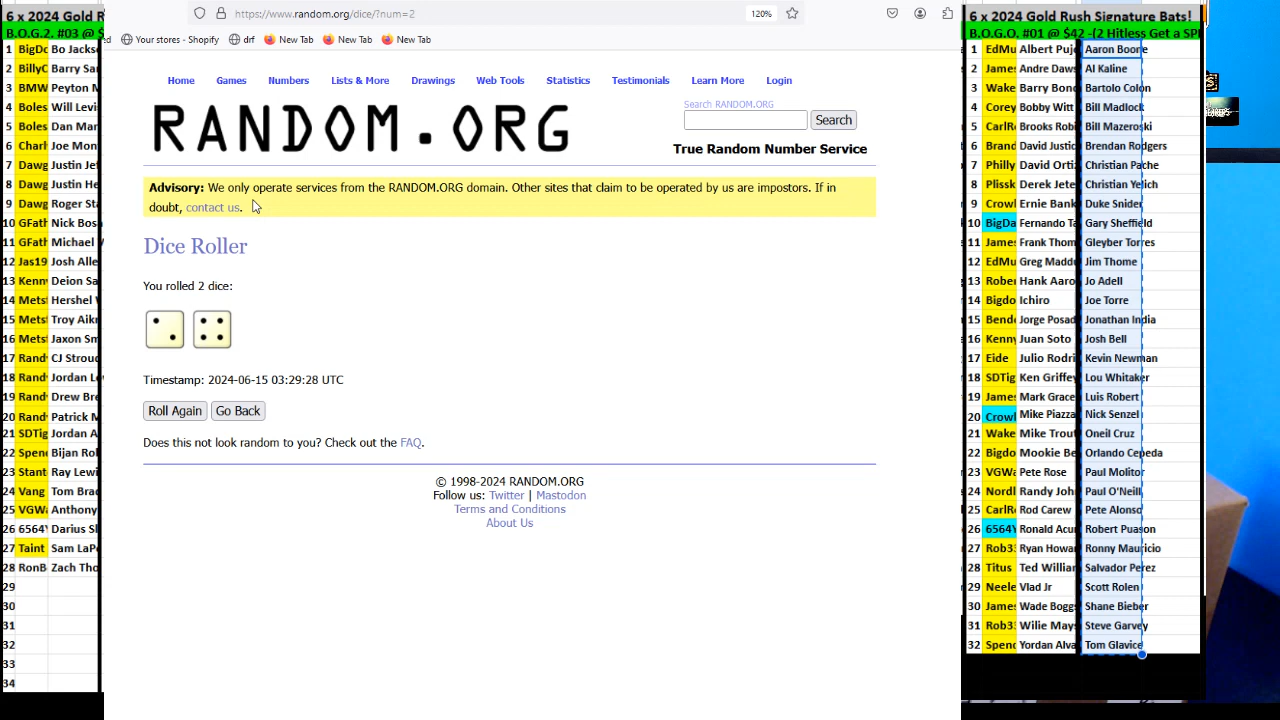 6 x 2024 Gold R
B.O.G.2, #03 @ $
1 BigDo Bo Jackso
2 BillyC Barry Sar
3 BMW Peyton
4 Boles Will Levi
5 Boles Dan Mar
6 Charl Joe Mon
7 Dawg Justin Jef
8 Dawg Justin He
9 Dawg Roger Sta
10 GFath Nick Bos
11 GFath Michael
12 Jas19 Josh Alle
13 Kenn Deion Sa
14 Mets Hershel
15 Mets Troy Aikr
16 Mets Jaxon Sm
17 Rand CJ Stroud
18 Rand Jordan Lo
19 Rand Drew Bre
20 Rand Patrick M
21 SDTig Jordan A
22 Spen Bijan Rol
23 Stant Ray Lewi
24 Vang Tom Brad
25 VGW Anthony
26 6564Y Darius Sl
27 Taint Sam LaPo
28 RonB Zach Tho
29
30
31
32
33
34
https://www.random.org/dice/?num=2
120%
Your stores · Shopify drf New Tab New Tab New Tab
Home Games Numbers Lists & More Drawings Web Tools Statistics Testimonials Learn More Login
RANDOM.ORG
Search RANDOM.ORG
Search
True Random Number Service
Advisory: We only operate services from the RANDOM.ORG domain. Other sites that claim to be operated by us are impostors. If in
doubt, contact us.
Dice Roller
You rolled 2 dice:
Timestamp: 2024-06-15 03:29:28 UTC
Roll Again Go Back
Does this not look random to you? Check out the FAQ.
© 1998-2024 RANDOM.ORG
Follow us: Twitter | Mastodon
Terms and Conditions
About Us
6 x 2024 Gold Rush Signature Bats!
B.O.G.O, #01 @ $42 -(2 Hitless Get a SP
1 EdMu Albert Puj Aaron Boone
2 Jame Andre Daws Al Kaline
3 Wake Barry Bond Bartolo Colón
4 Corey Bobby Witt Bill Madlock
5 CarlR Brooks Robi Bill Mazeroski
6 Brand David Justic Brendan Rodgers
7 Philly David Ortiz Christian Pache
8 Plissk Derek Jete Christian Yelich
9 Crowl Ernie Bank Duke Snider
10 BigDa Fernando Ta Gary Sheffield
11 James Frank Thom Gleyber Torres
12 EdMu Greg Maddu Jim Thome
13 Rober Hank Aaro Jo Adell
14 Bigdo Ichiro Joe Torre
15 Bend Jorge Posad Jonathan India
16 Kenny Juan Soto Josh Bell
17 Eide Julio Rodri Kevin Newman
18 SDTig Ken Griffey Lou Whitaker
19 James Mark Grace Luis Robert
20 Crowl Mike Piazza Nick Senzel
21 Wake Mike Trout Oneil Cruz
22 Bigdo Mookie Be Orlando Cepeda
23 VGWa Pete Rose Paul Molitor
24 Nordl Randy Joh Paul O'Neill
25 CarlR Rod Carew Pete Alonso
26 6564Y Ronald Acu Robert Puason
27 Rob33 Ryan Howar Ronny Mauricio
28 Titus Ted William Salvador Perez
29 Neele Vlad Jr Scott Rolen
30 James Wade Boggs Shane Bieber
31 Rob33 Wilie Mays Steve Garvey
32 Spend Yordan Alva Tom Glavice